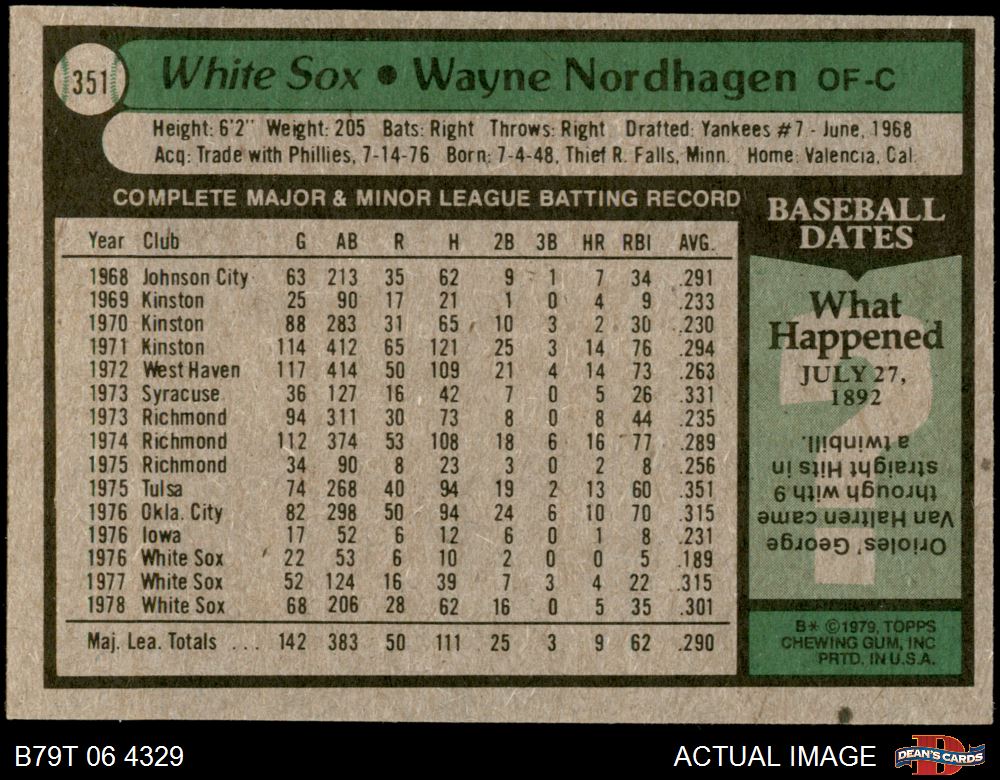 351
White Sox • Wayne Nordhagen OF-C
Height: 6'2" Weight: 205 Bats: Right Throws: Right Drafted: Yankees #7 - June, 1968
Acq: Trade with Phillies, 7-14-76 Born: 7-4-48, Thief R. Falls, Minn. Home: Valencia, Cal.
COMPLETE MAJOR & MINOR LEAGUE BATTING RECORD
Year Club G AB R H 2B 3B HR RBI AVG.
1968 Johnson City 63 213 35 62 9 1 7 34 .291
1969 Kinston 25 90 17 21 1 0 4 9 .233
1970 Kinston 88 283 31 65 10 3 2 30 .230
1971 Kinston 114 412 65 121 25 3 14 76 .294
1972 West Haven 117 414 50 109 21 4 14 73 .263
1973 Syracuse 36 127 16 42 7 0 5 26 .331
1973 Richmond 94 311 30 73 8 0 8 44 .235
1974 Richmond 112 374 53 108 18 6 16 77 .289
1975 Richmond 34 90 8 23 3 0 2 8 .256
1975 Tulsa 74 268 40 94 19 2 13 60 .351
1976 Okla. City 82 298 50 94 24 6 10 70 .315
1976 Iowa 17 52 6 12 6 0 1 8 .231
1976 White Sox 22 53 6 10 2 0 0 5 .189
1977 White Sox 52 124 16 39 7 3 4 22 .315
1978 White Sox 68 206 28 62 16 0 5 35 .301
Maj. Lea. Totals ... 142 383 50 111 25 3 9 62 .290
BASEBALL
DATES
What
Happened
JULY 27,
1892
?
Orioles' George
Van Haltren came
through with 9
straight Hits in
a twinbill.
B* ©1979, TOPPS
CHEWING GUM, INC
PRTD. IN U.S.A.
B79T 06 4329
ACTUAL IMAGE
D
DEAN'S CARDS